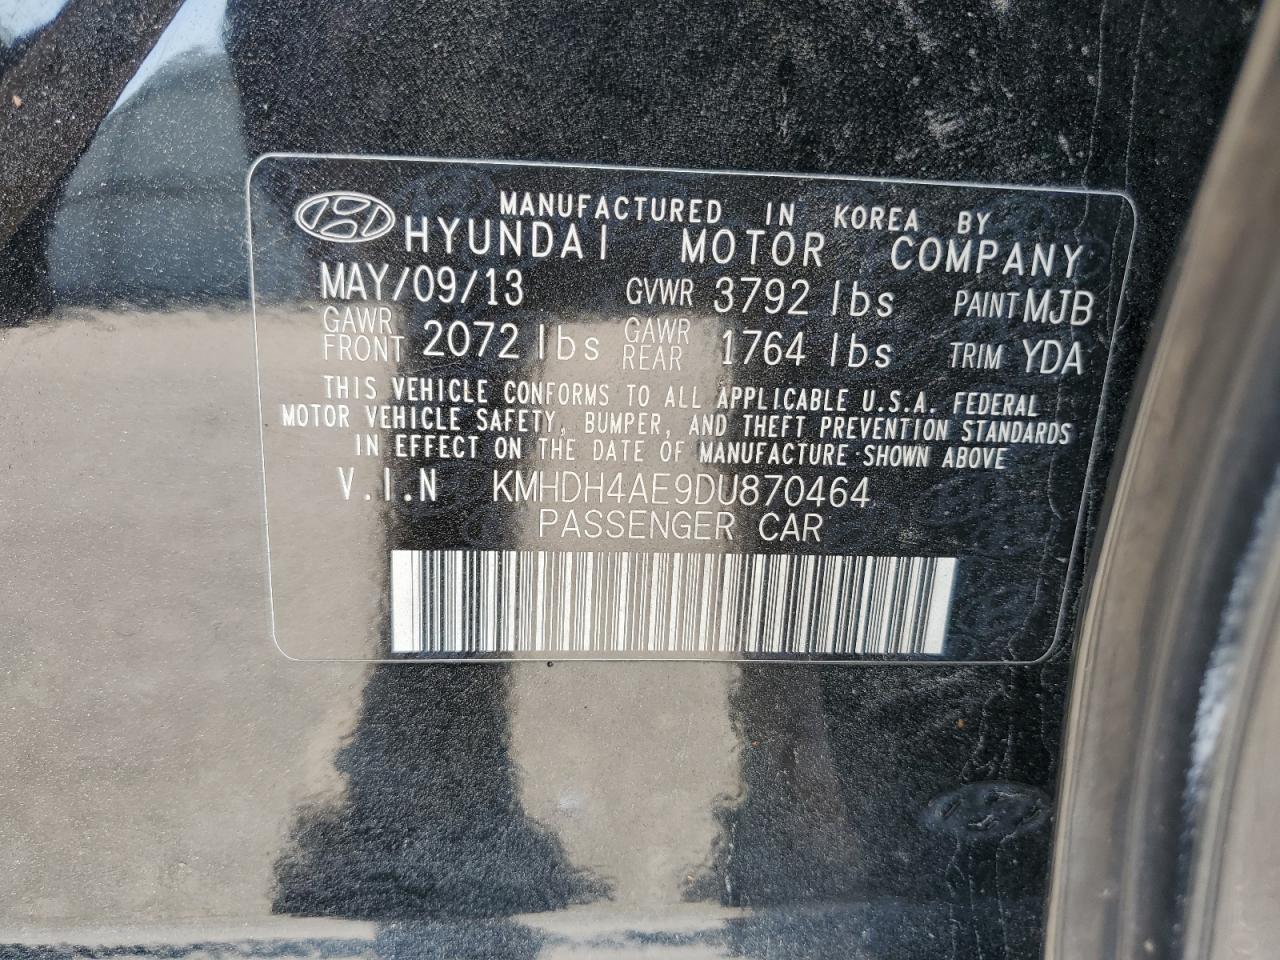 MANUFACTURED IN KOREA BY
HYUNDAI MOTOR COMPANY
MAY/09/13 GVWR 3792 lbs PAINT MJB
GAWR FRONT 2072 lbs GAWR REAR 1764 lbs TRIM YDA
THIS VEHICLE CONFORMS TO ALL APPLICABLE U.S.A. FEDERAL
MOTOR VEHICLE SAFETY, BUMPER, AND THEFT PREVENTION STANDARDS
IN EFFECT ON THE DATE OF MANUFACTURE SHOWN ABOVE
V.I.N KMHDH4AE9DU870464
PASSENGER CAR